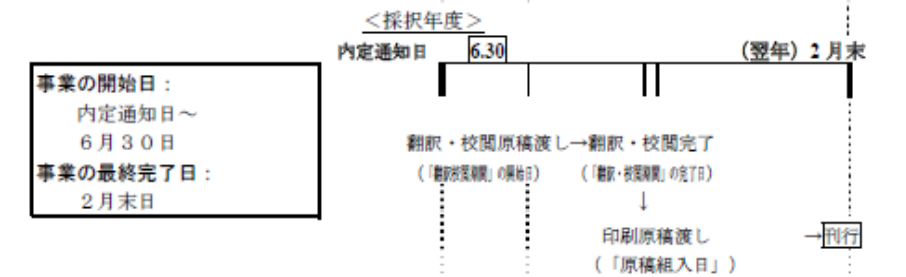 ＜採択年度＞
内定通知日 6.30 （翌年）２月末
事業の開始日：
内定通知日～
６月３０日
事業の最終完了日：
２月末日
翻訳・校閲原稿渡し→翻訳・校閲完了
（「翻訳校閲期間」の開始日） （「翻訳・校閲期間」の完了日）
↓
印刷原稿渡し →刊行
（「原稿組入日」）